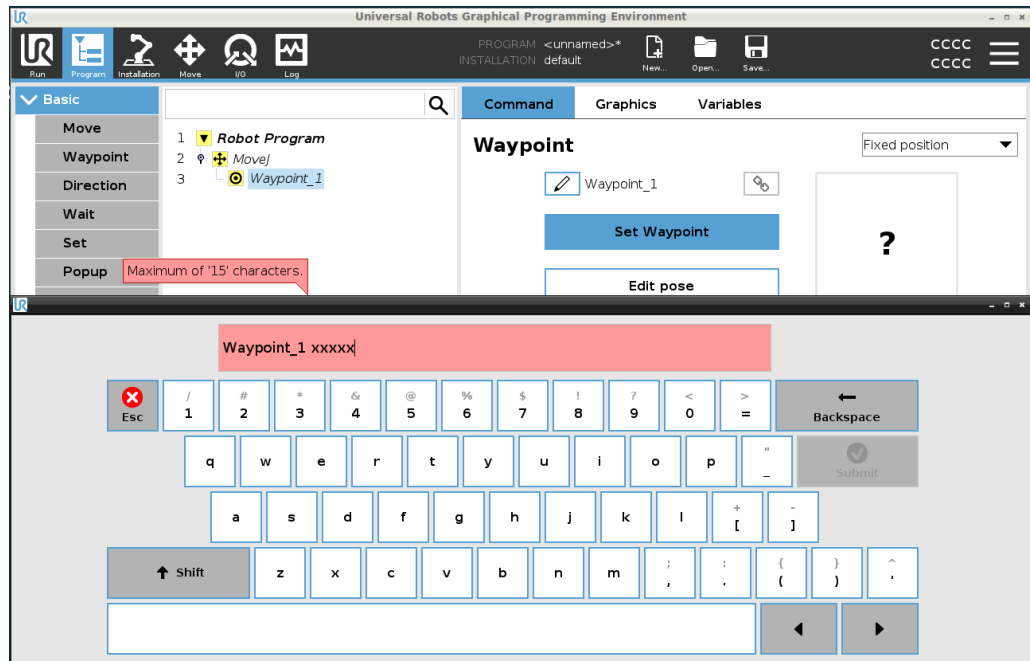 UR Universal Robots Graphical Programming Environment
Run Program Installation Move I/O Log
PROGRAM <unnamed>*
INSTALLATION default
New... Open... Save...
CCCC
CCCC
Basic
Move
Waypoint
Direction
Wait
Set
Popup
1 Robot Program
2 MoveJ
3 Waypoint_1
Command Graphics Variables
Waypoint
Fixed position
Waypoint_1
Set Waypoint
?
Edit pose
Maximum of '15' characters.
UR
Waypoint_1 xxxxx
Esc / 1 # 2 * 3 & 4 @ 5 % 6 $ 7 ! 8 ? 9 < 0 > = Backspace
q w e r t y u i o p " _ Submit
a s d f g h j k l + [ - ]
Shift z x c v b n m ; , : . { ( } ) ^ '